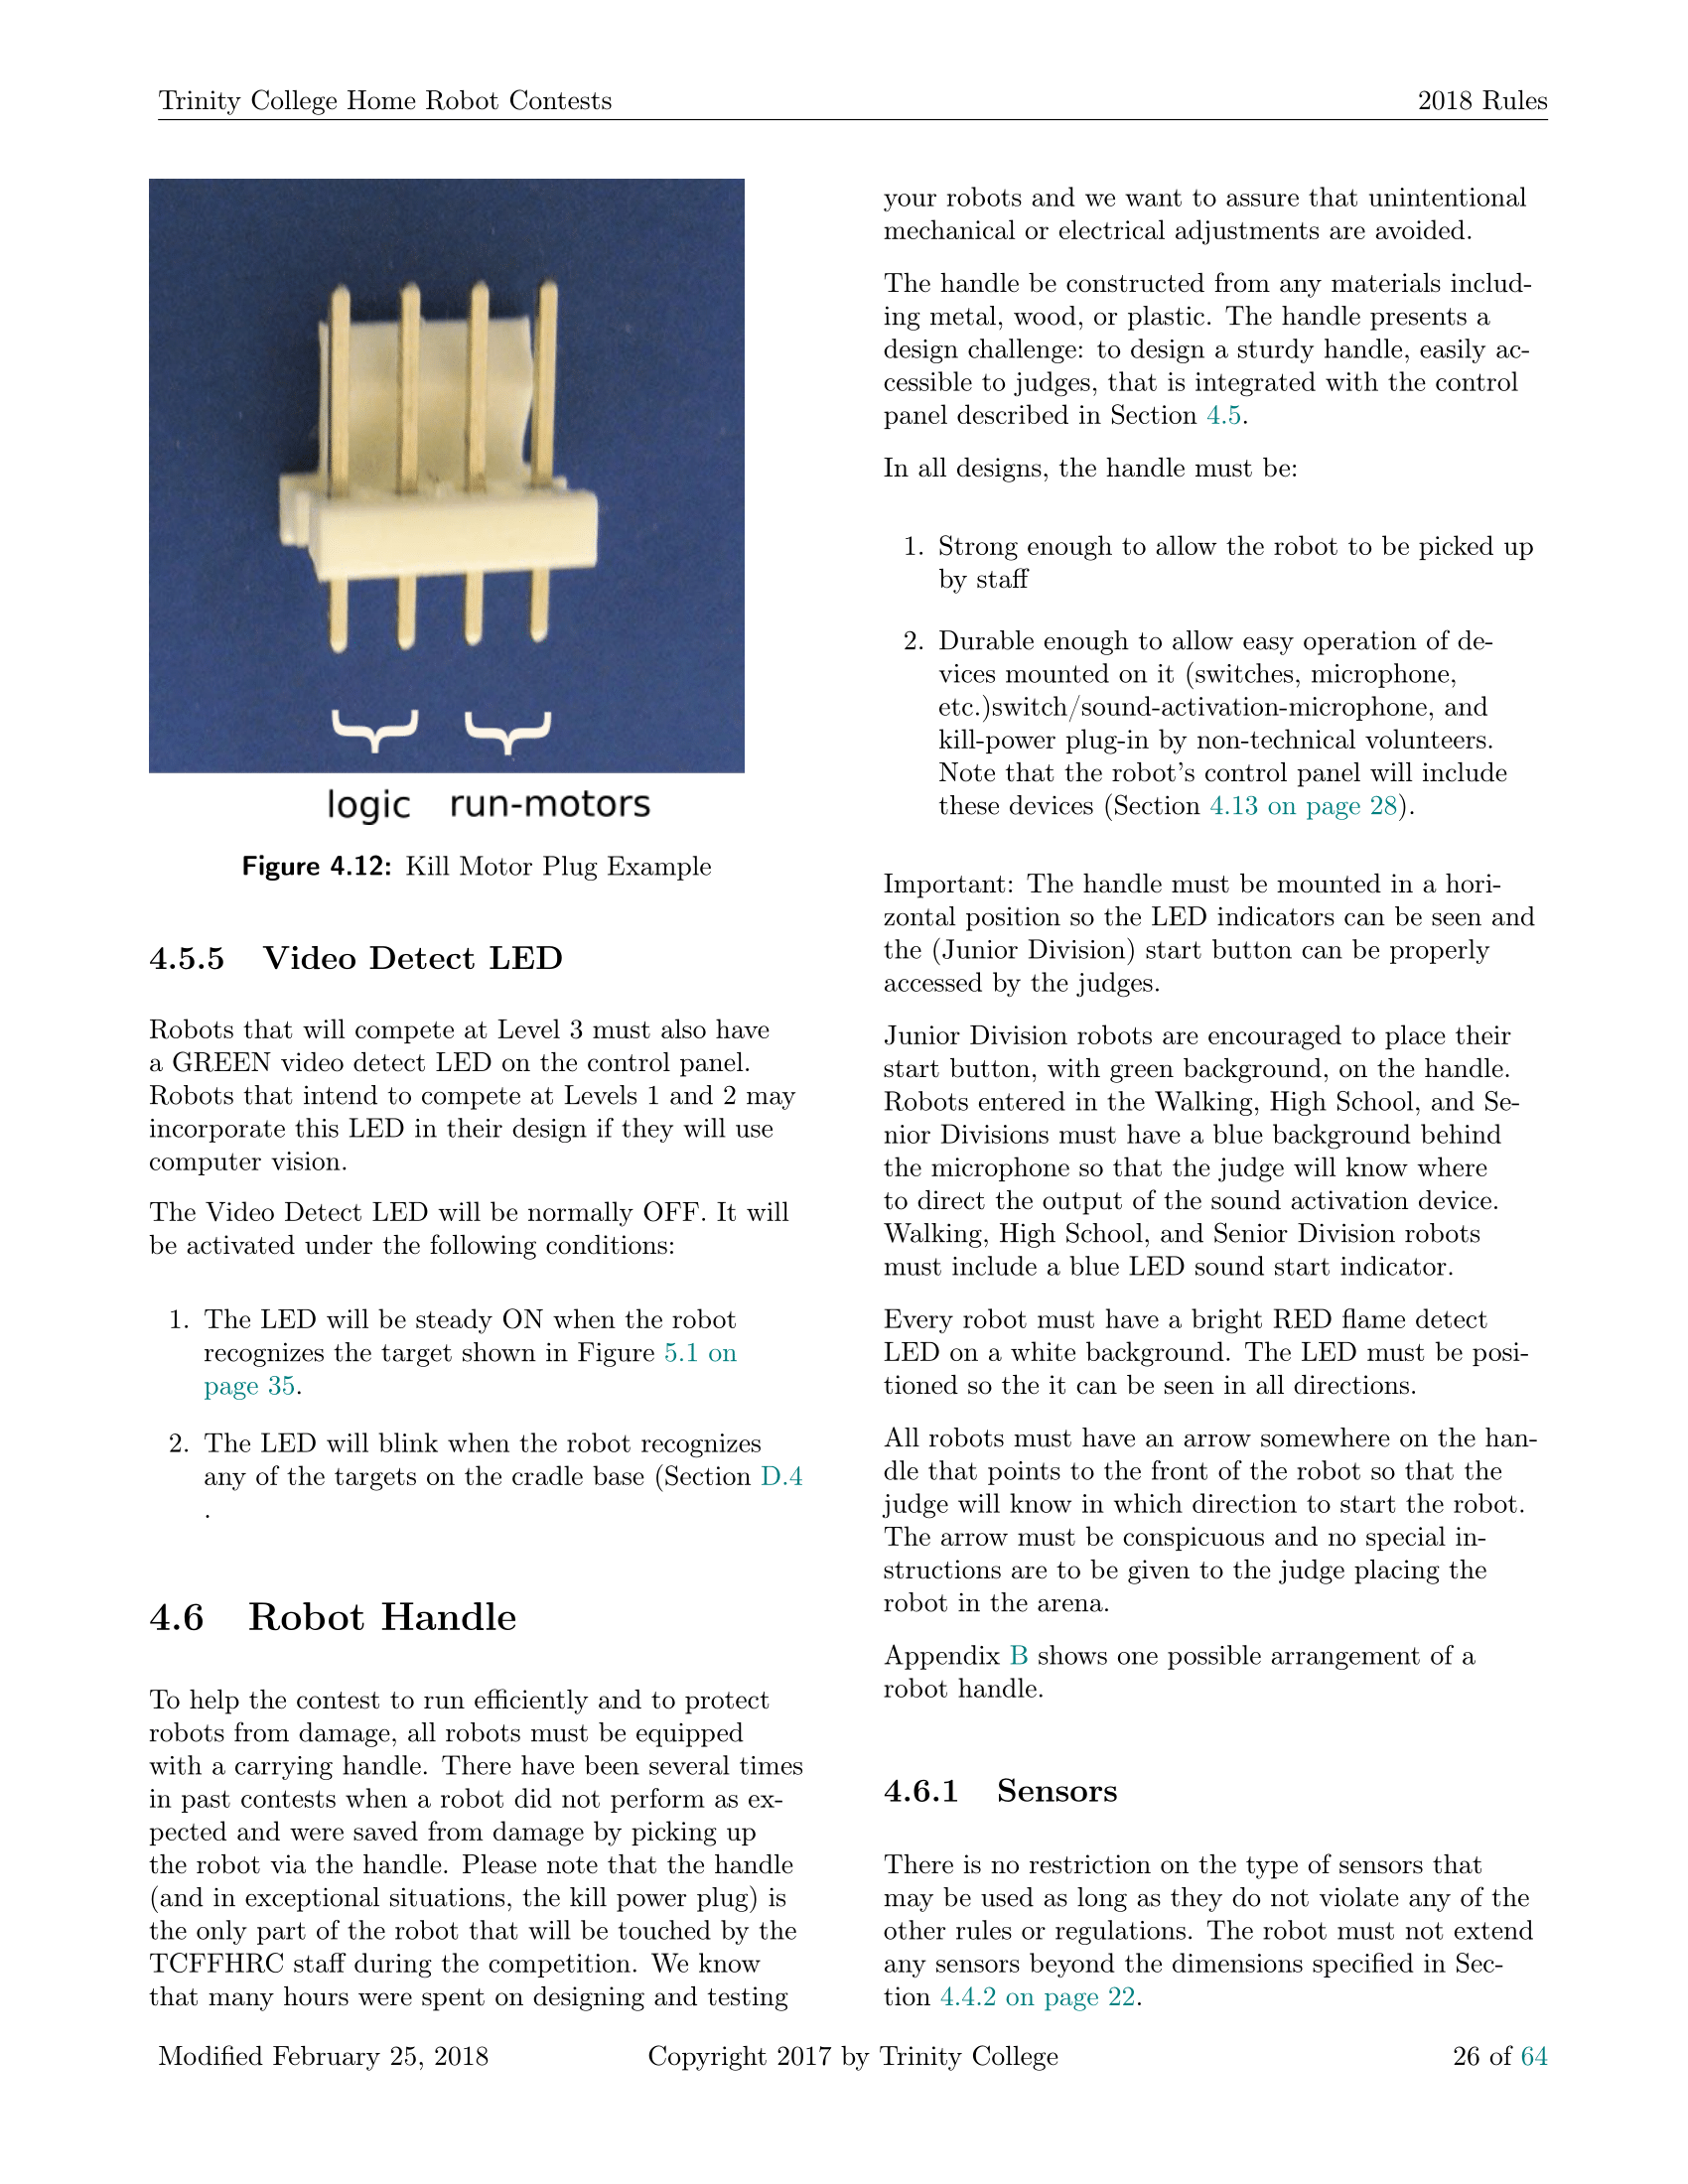 Trinity College Home Robot Contests
2018 Rules
logic run-motors
Figure 4.12: Kill Motor Plug Example
4.5.5 Video Detect LED
Robots that will compete at Level 3 must also have
a GREEN video detect LED on the control panel.
Robots that intend to compete at Levels 1 and 2 may
incorporate this LED in their design if they will use
computer vision.
The Video Detect LED will be normally OFF. It will
be activated under the following conditions:
1. The LED will be steady ON when the robot
recognizes the target shown in Figure 5.1 on
page 35.
2. The LED will blink when the robot recognizes
any of the targets on the cradle base (Section D.4
.
4.6 Robot Handle
To help the contest to run efficiently and to protect
robots from damage, all robots must be equipped
with a carrying handle. There have been several times
in past contests when a robot did not perform as ex-
pected and were saved from damage by picking up
the robot via the handle. Please note that the handle
(and in exceptional situations, the kill power plug) is
the only part of the robot that will be touched by the
TCFFHRC staff during the competition. We know
that many hours were spent on designing and testing
your robots and we want to assure that unintentional
mechanical or electrical adjustments are avoided.
The handle be constructed from any materials includ-
ing metal, wood, or plastic. The handle presents a
design challenge: to design a sturdy handle, easily ac-
cessible to judges, that is integrated with the control
panel described in Section 4.5.
In all designs, the handle must be:
1. Strong enough to allow the robot to be picked up
by staff
2. Durable enough to allow easy operation of de-
vices mounted on it (switches, microphone,
etc.)switch/sound-activation-microphone, and
kill-power plug-in by non-technical volunteers.
Note that the robot's control panel will include
these devices (Section 4.13 on page 28).
Important: The handle must be mounted in a hori-
zontal position so the LED indicators can be seen and
the (Junior Division) start button can be properly
accessed by the judges.
Junior Division robots are encouraged to place their
start button, with green background, on the handle.
Robots entered in the Walking, High School, and Se-
nior Divisions must have a blue background behind
the microphone so that the judge will know where
to direct the output of the sound activation device.
Walking, High School, and Senior Division robots
must include a blue LED sound start indicator.
Every robot must have a bright RED flame detect
LED on a white background. The LED must be posi-
tioned so the it can be seen in all directions.
All robots must have an arrow somewhere on the han-
dle that points to the front of the robot so that the
judge will know in which direction to start the robot.
The arrow must be conspicuous and no special in-
structions are to be given to the judge placing the
robot in the arena.
Appendix B shows one possible arrangement of a
robot handle.
4.6.1 Sensors
There is no restriction on the type of sensors that
may be used as long as they do not violate any of the
other rules or regulations. The robot must not extend
any sensors beyond the dimensions specified in Sec-
tion 4.4.2 on page 22.
Modified February 25, 2018
Copyright 2017 by Trinity College
26 of 64